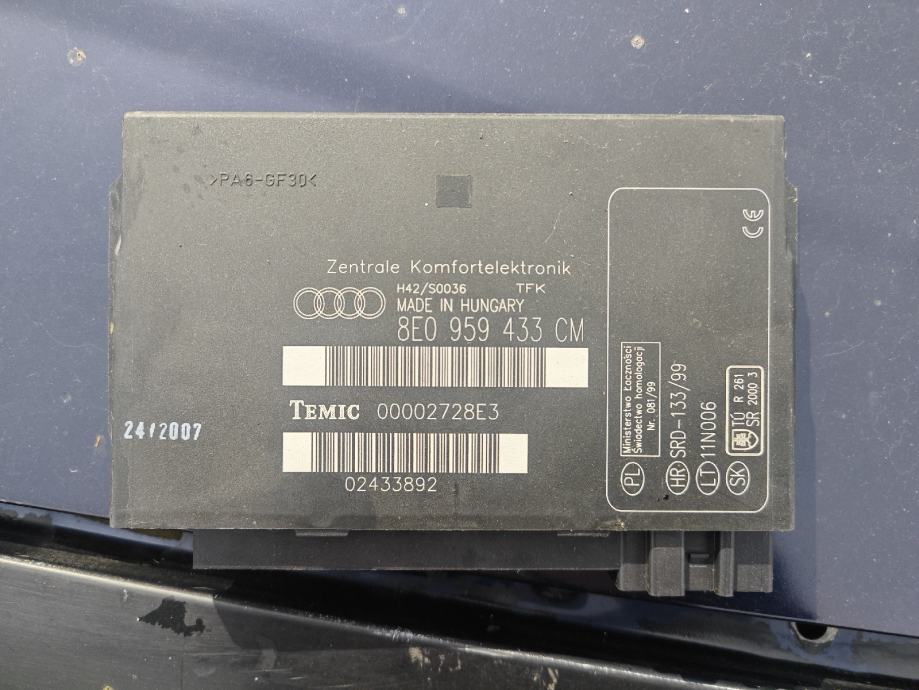 >PA6-GF30<
Zentrale Komfortelektronik
H42/S0036 TFK
MADE IN HUNGARY
8E0 959 433 CM
TEMIC 00002728E3
24/2007
02433892
CE
Ministerstwo Łączności
Świadectwo homologacji
Nr. 081/99
PL
HR SRD-133/99
LT 11N006
TÚ R 261
SR 2000 3
SK